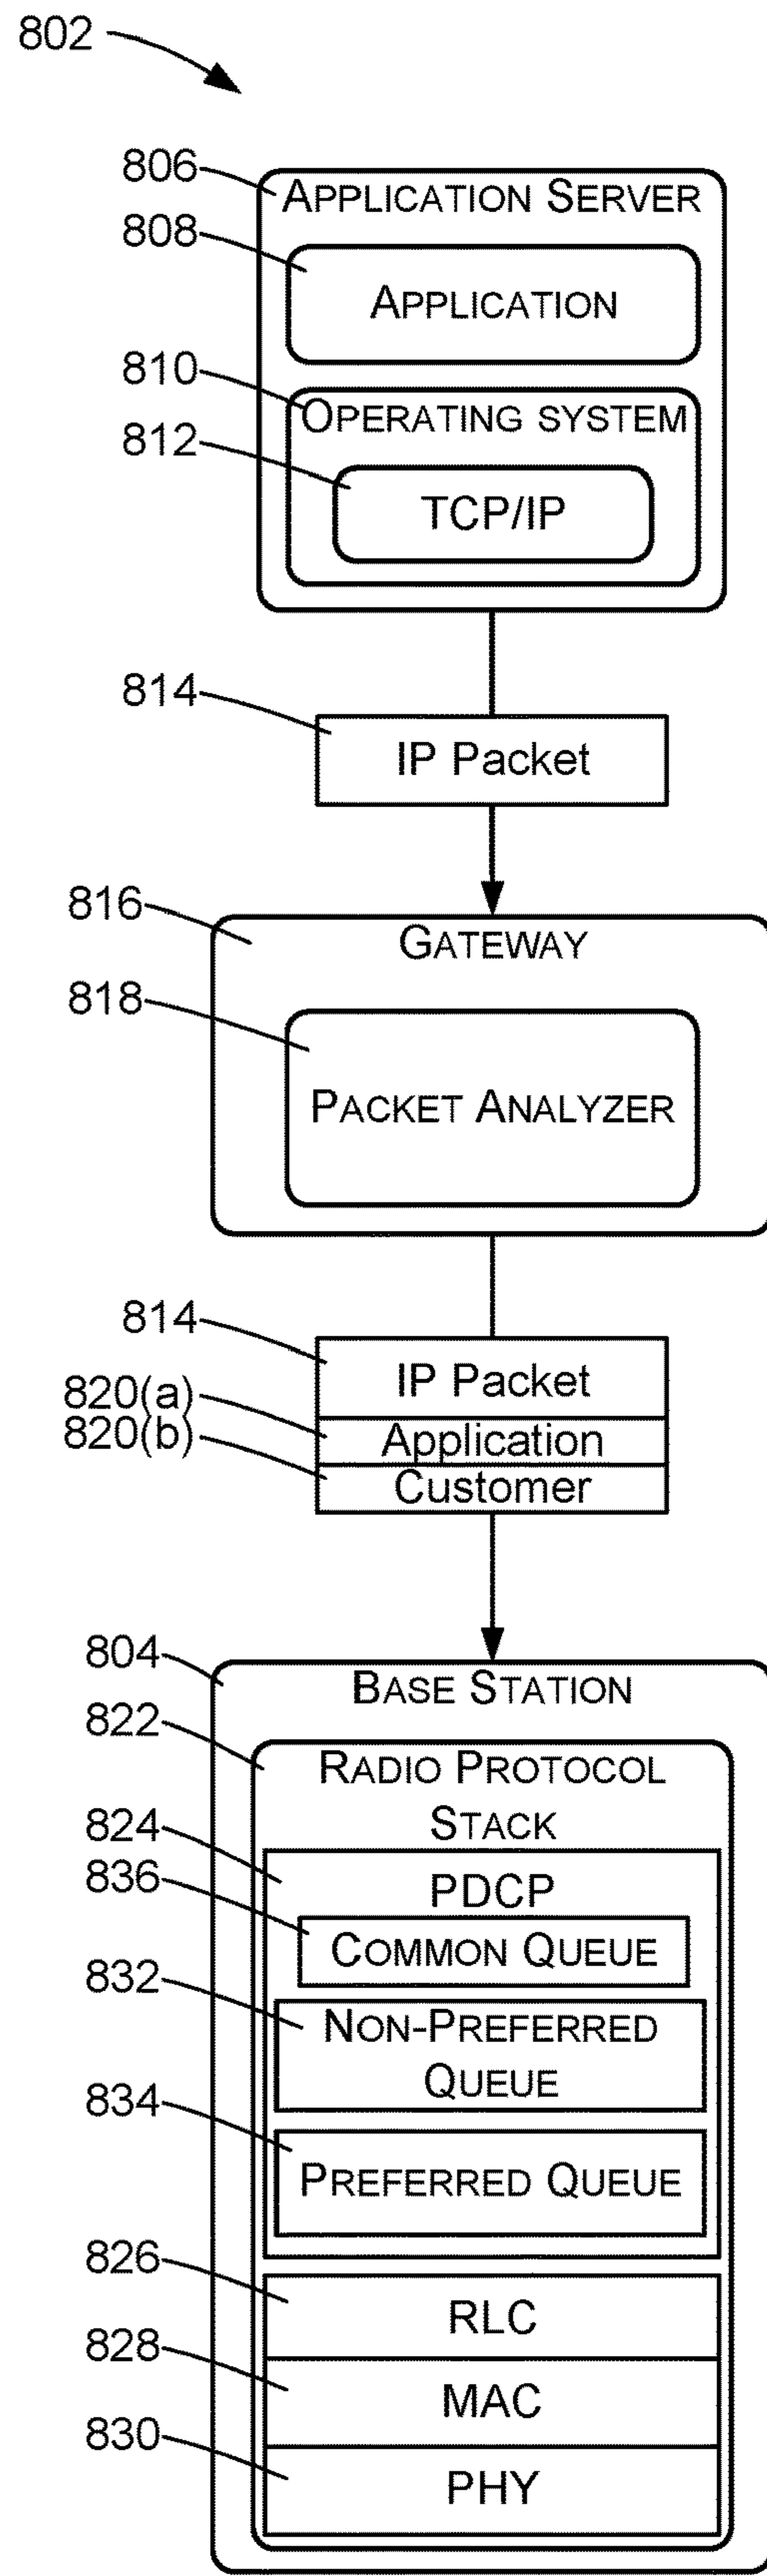 802
806
APPLICATION SERVER
808
APPLICATION
810
OPERATING SYSTEM
812
TCP/IP
814
IP Packet
816
GATEWAY
818
PACKET ANALYZER
814
IP Packet
820(a)
Application
820(b)
Customer
804
BASE STATION
822
RADIO PROTOCOL
STACK
824
PDCP
836
COMMON QUEUE
832
NON-PREFERRED
QUEUE
834
PREFERRED QUEUE
826
RLC
828
MAC
830
PHY